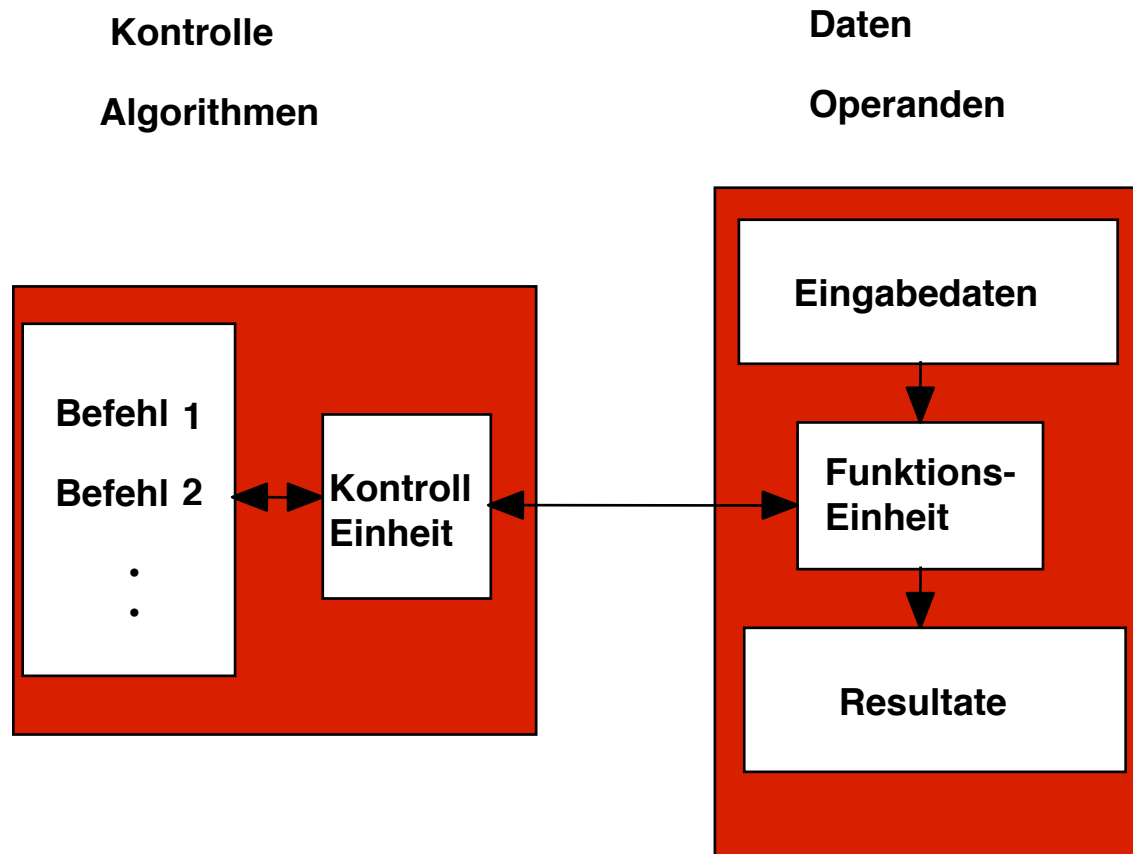 Kontrolle
Algorithmen
Daten
Operanden
Befehl 1
Befehl 2
.
.
Kontroll
Einheit
Eingabedaten
Funktions-
Einheit
Resultate